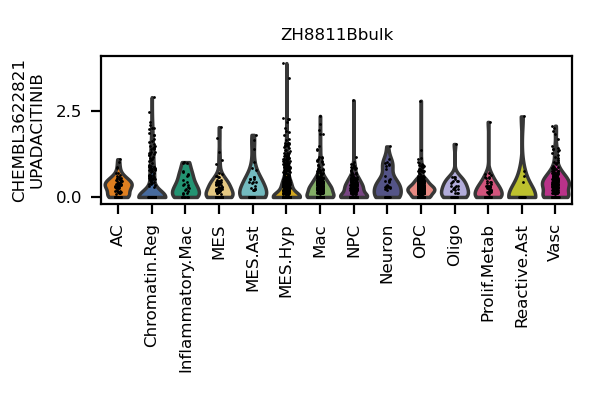 ZH8811Bbulk
CHEMBL3622821
UPADACITINIB
2.5
0.0
AC
Chromatin.Reg
Inflammatory.Mac
MES
MES.Ast
MES.Hyp
Mac
NPC
Neuron
OPC
Oligo
Prolif.Metab
Reactive.Ast
Vasc